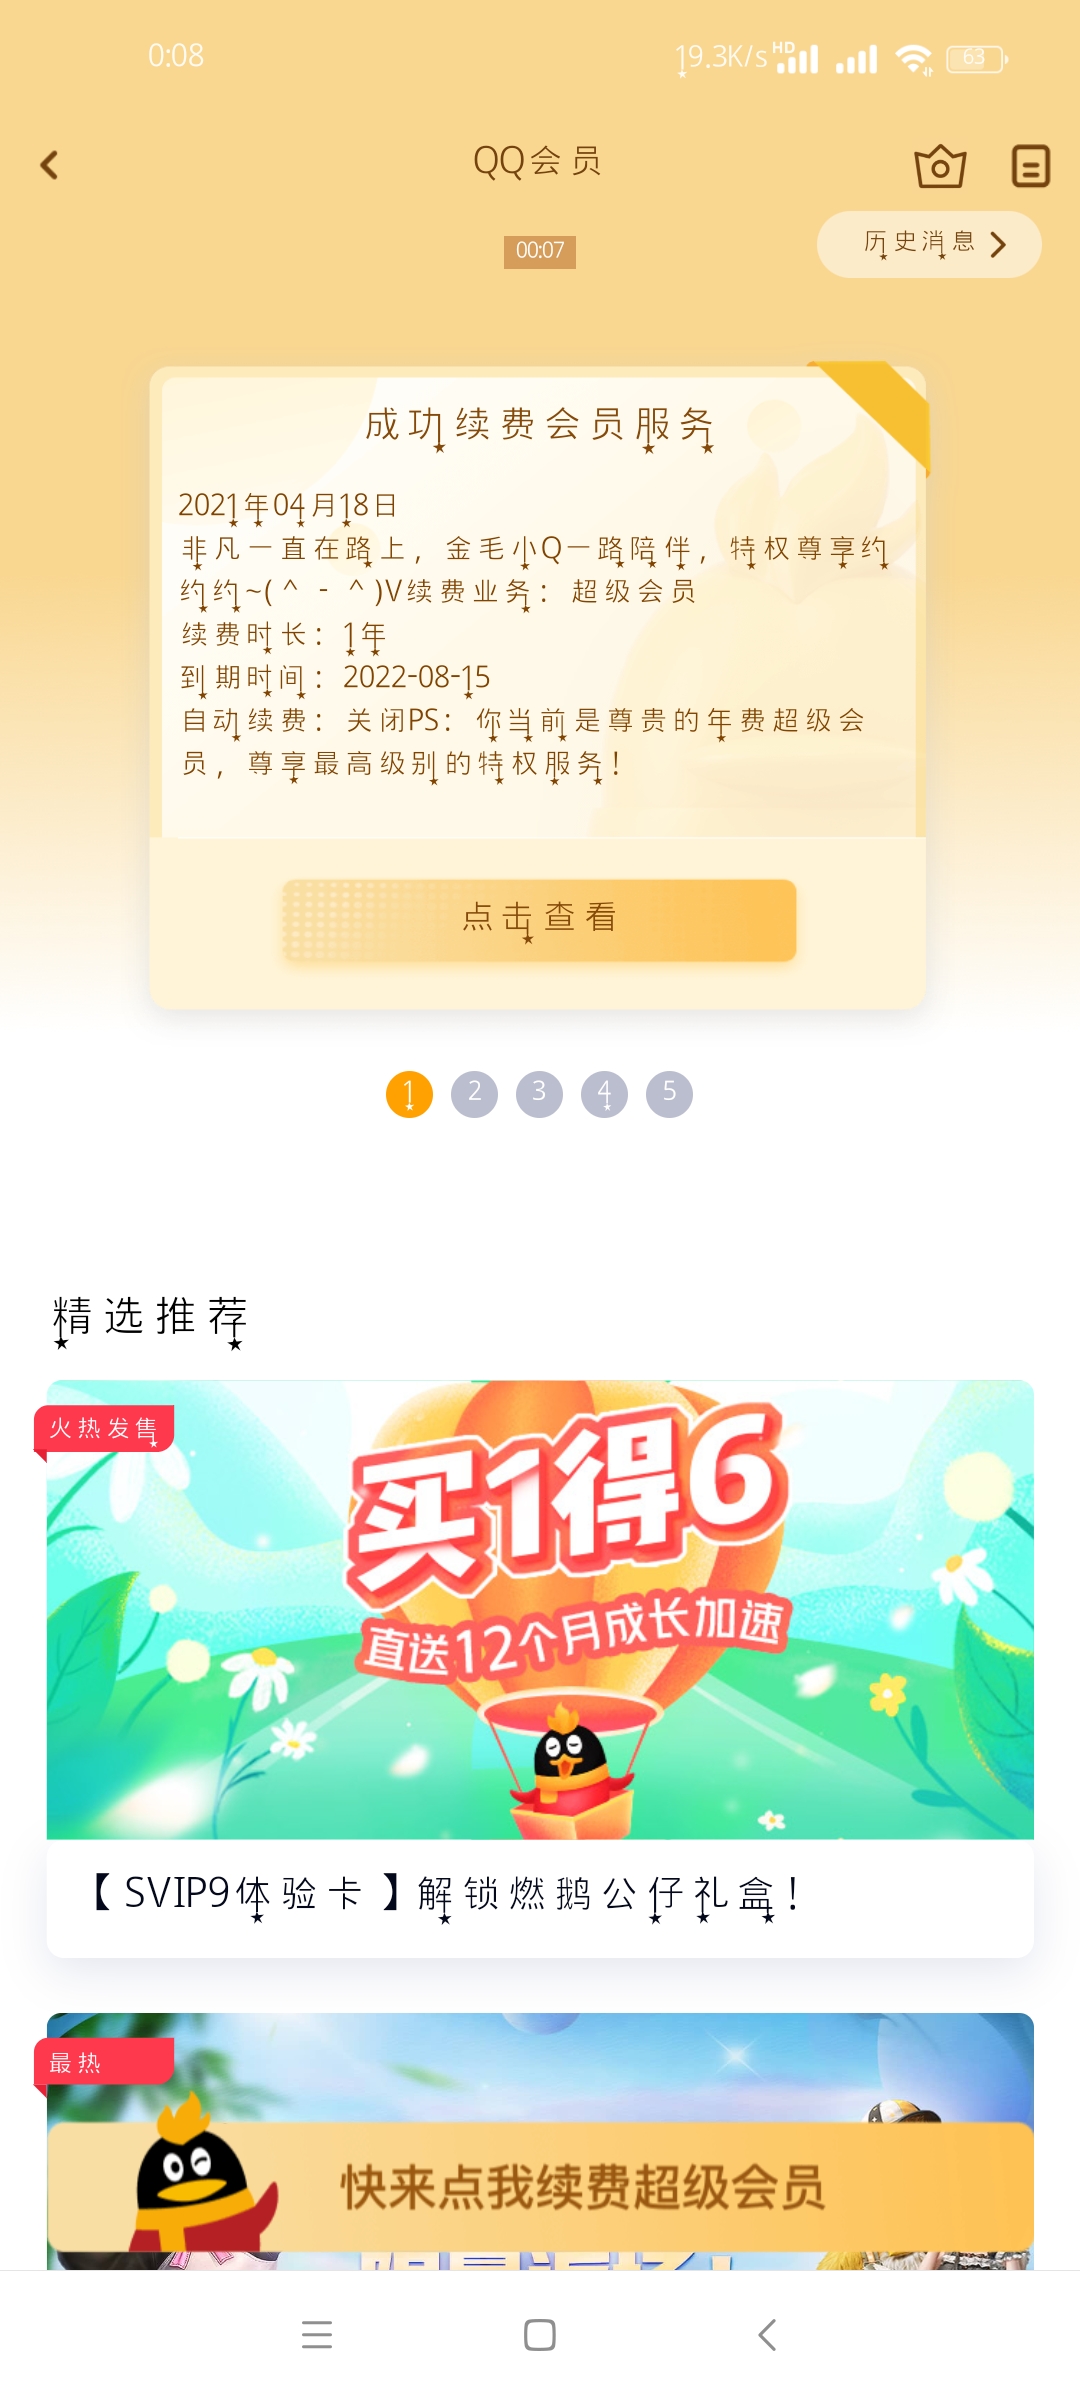 0:08
19.3K/s HD 63
QQ会员
00:07
历史消息
成功续费会员服务
2021年04月18日
非凡一直在路上，金毛小Q一路陪伴，特权尊享约
约约~(＾－＾)V续费业务：超级会员
续费时长：1年
到期时间：2022-08-15
自动续费：关闭PS：你当前是尊贵的年费超级会
员，尊享最高级别的特权服务！
点击查看
1 2 3 4 5
精选推荐
火热发售
买1得6
直送12个月成长加速
【SVIP9体验卡】解锁燃鹅公仔礼盒！
最热
快来点我续费超级会员